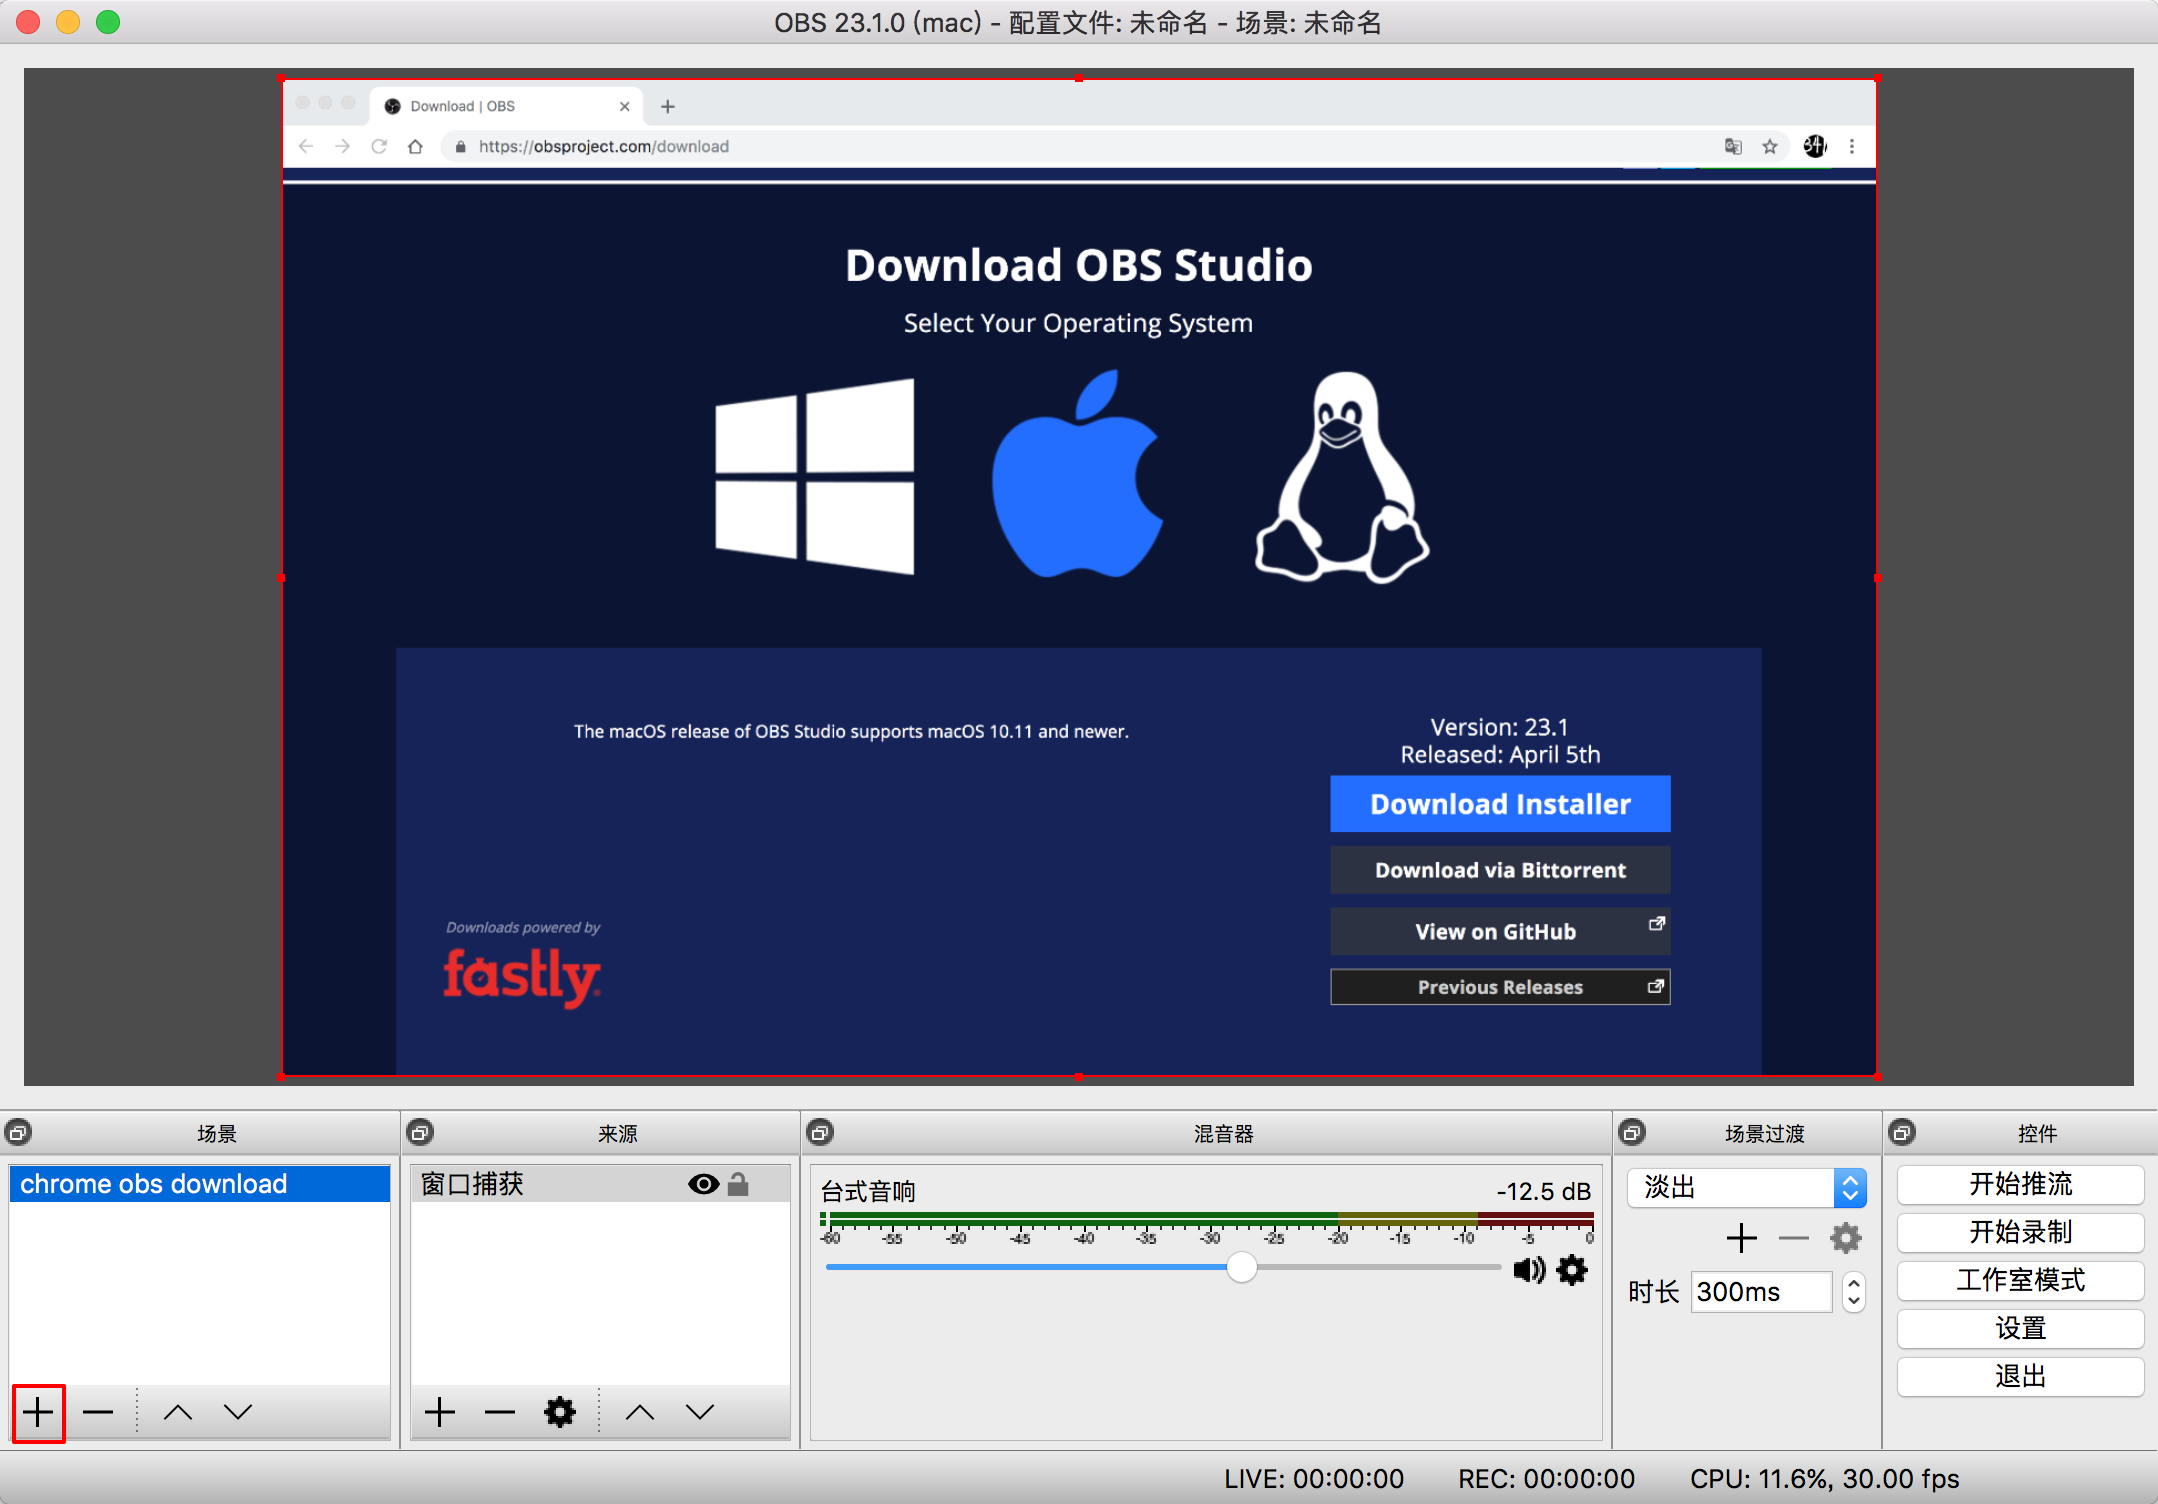 OBS 23.1.0 (mac) - 配置文件: 未命名 - 场景: 未命名
Download | OBS
https://obsproject.com/download
Download OBS Studio
Select Your Operating System
The macOS release of OBS Studio supports macOS 10.11 and newer.
Version: 23.1
Released: April 5th
Download Installer
Download via Bittorrent
View on GitHub
Previous Releases
Downloads powered by
fastly
场景
chrome obs download
来源
窗口捕获
混音器
台式音响 -12.5 dB
-60 -55 -50 -45 -40 -35 -30 -25 -20 -15 -10 -5 0
场景过渡
淡出
时长 300ms
控件
开始推流
开始录制
工作室模式
设置
退出
LIVE: 00:00:00 REC: 00:00:00 CPU: 11.6%, 30.00 fps